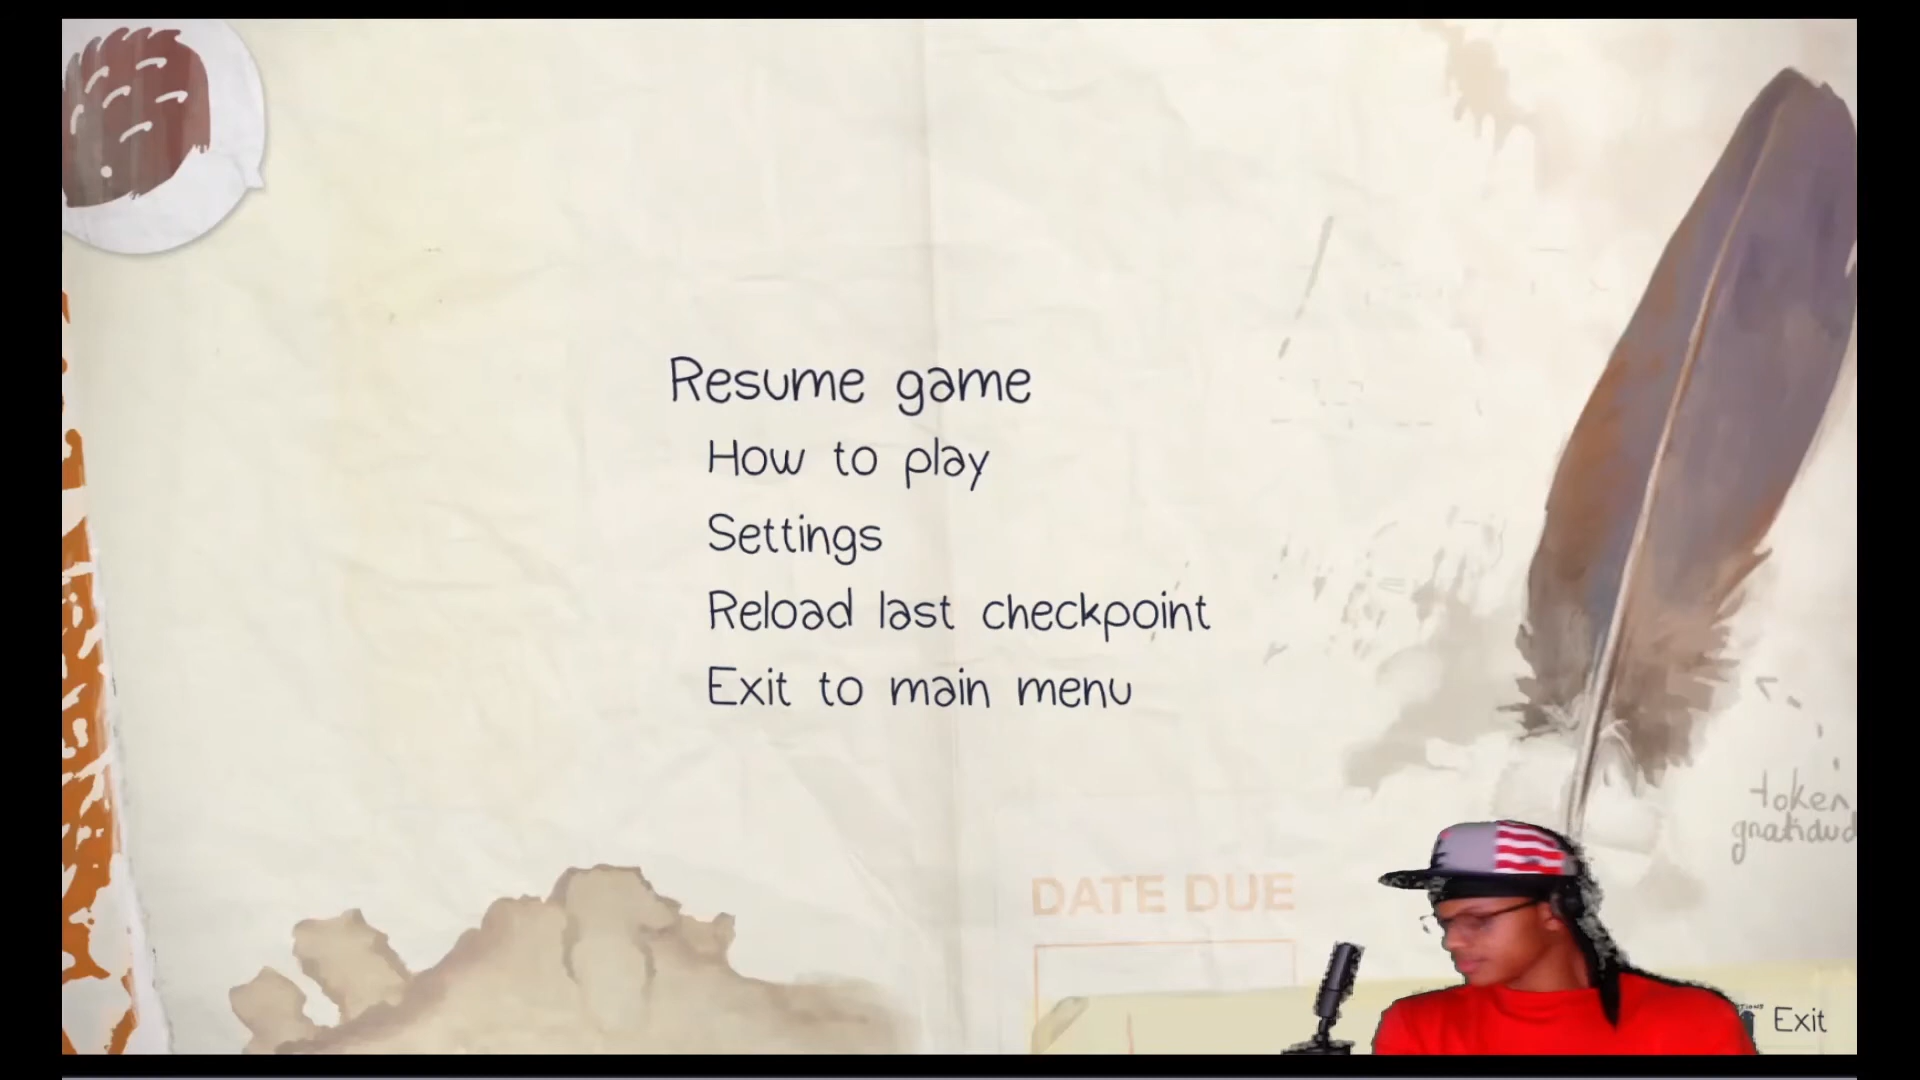 Resume game
How to play
Settings
Reload last checkpoint
Exit to main menu
token
DATE DUE
Exit